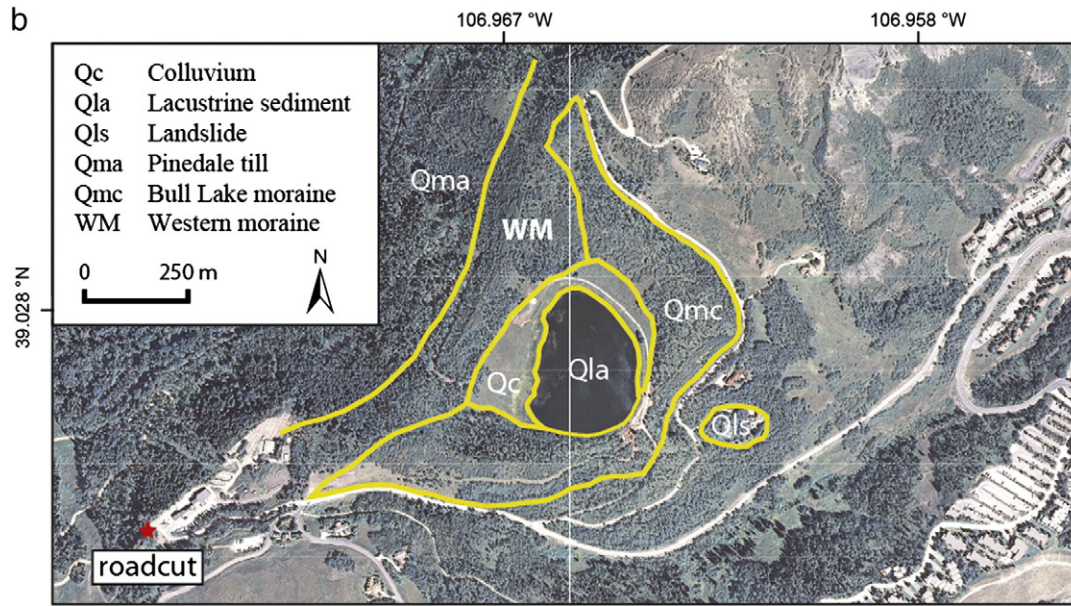 b
106.967 °W 106.958 °W
Qc Colluvium
Qla Lacustrine sediment
Qls Landslide
Qma Pinedale till
Qmc Bull Lake moraine
WM Western moraine
0 250 m
N
39.028 °N
Qma
WM
Qmc
Qc
Qla
Qls
roadcut